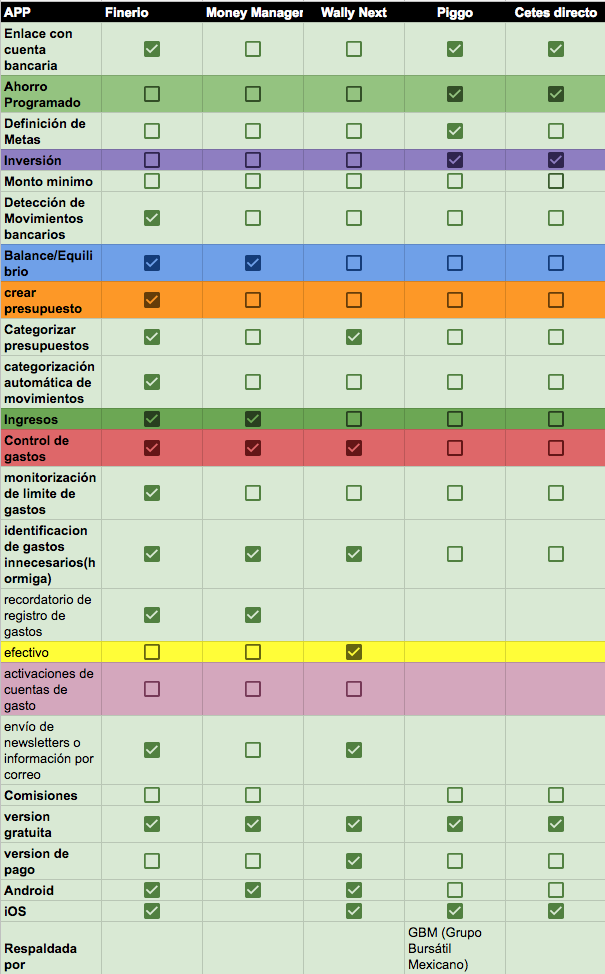 APP Finerio Money Manager Wally Next Piggo Cetes directo
Enlace con
cuenta
bancaria
Ahorro
Programado
Definición de
Metas
Inversión
Monto minimo
Detección de
Movimientos
bancarios
Balance/Equili
brio
crear
presupuesto
Categorizar
presupuestos
categorización
automática de
movimientos
Ingresos
Control de
gastos
monitorización
de limite de
gastos
identificacion
de gastos
innecesarios(h
ormiga)
recordatorio de
registro de
gastos
efectivo
activaciones de
cuentas de
gasto
envío de
newsletters o
información por
correo
Comisiones
version
gratuita
version de
pago
Android
iOS
Respaldada
por
GBM (Grupo
Bursátil
Mexicano)